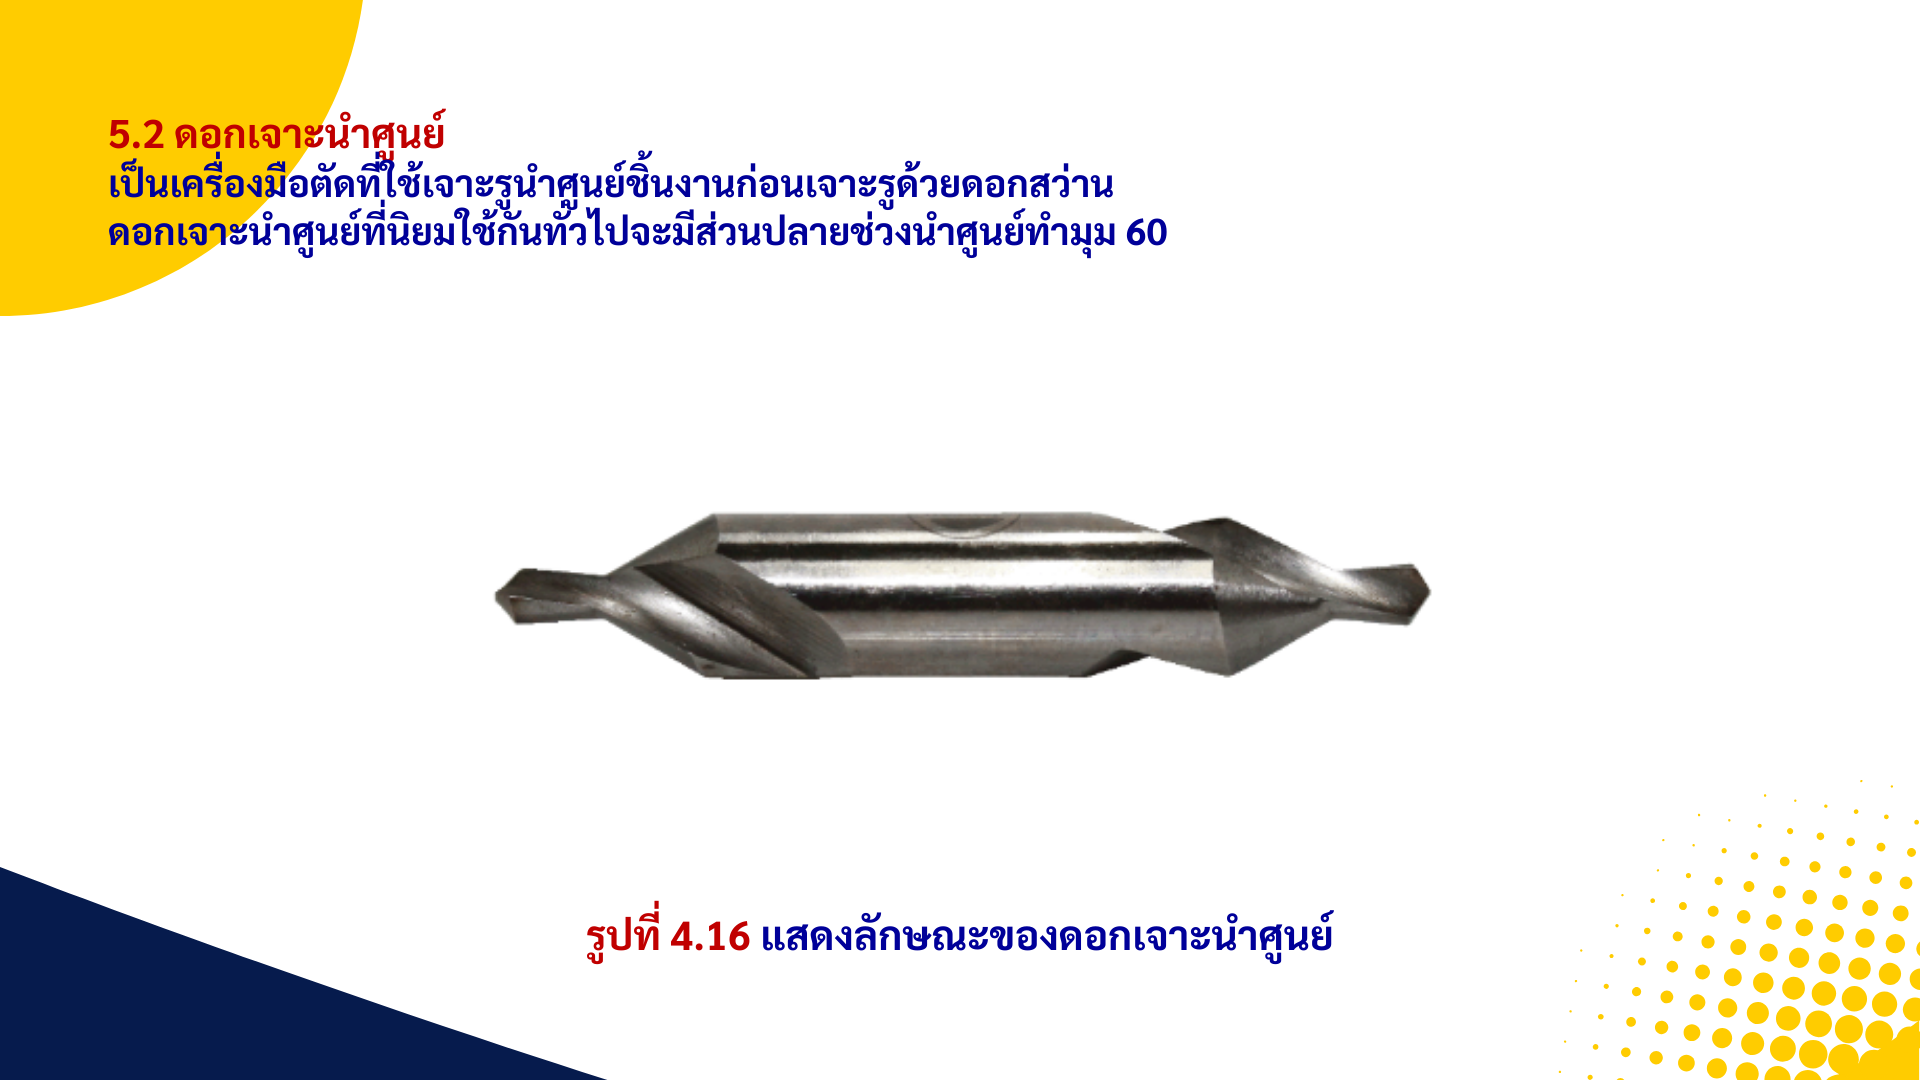 5.2 ดอกเจาะนำศูนย์
เป็นเครื่องมือตัดที่ใช้เจาะรูนำศูนย์ชิ้นงานก่อนเจาะรูด้วยดอกสว่าน
ดอกเจาะนำศูนย์ที่นิยมใช้กันทั่วไปจะมีส่วนปลายช่วงนำศูนย์ทำมุม 60
รูปที่ 4.16 แสดงลักษณะของดอกเจาะนำศูนย์